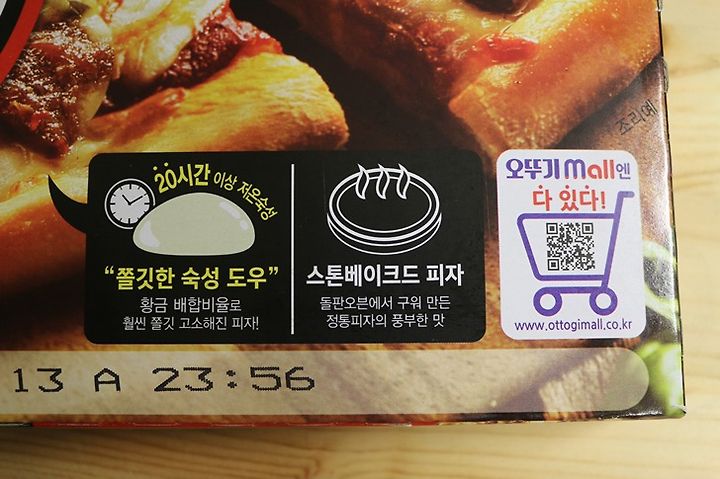 조리예
20시간 이상 저온숙성
“쫄깃한 숙성 도우”
황금 배합비율로
훨씬 쫄깃 고소해진 피자!
스톤베이크드 피자
돌판오븐에서 구워 만든
정통피자의 풍부한 맛
오뚜기 mall엔
다 있다!
www.ottogimall.co.kr
13 A 23:56